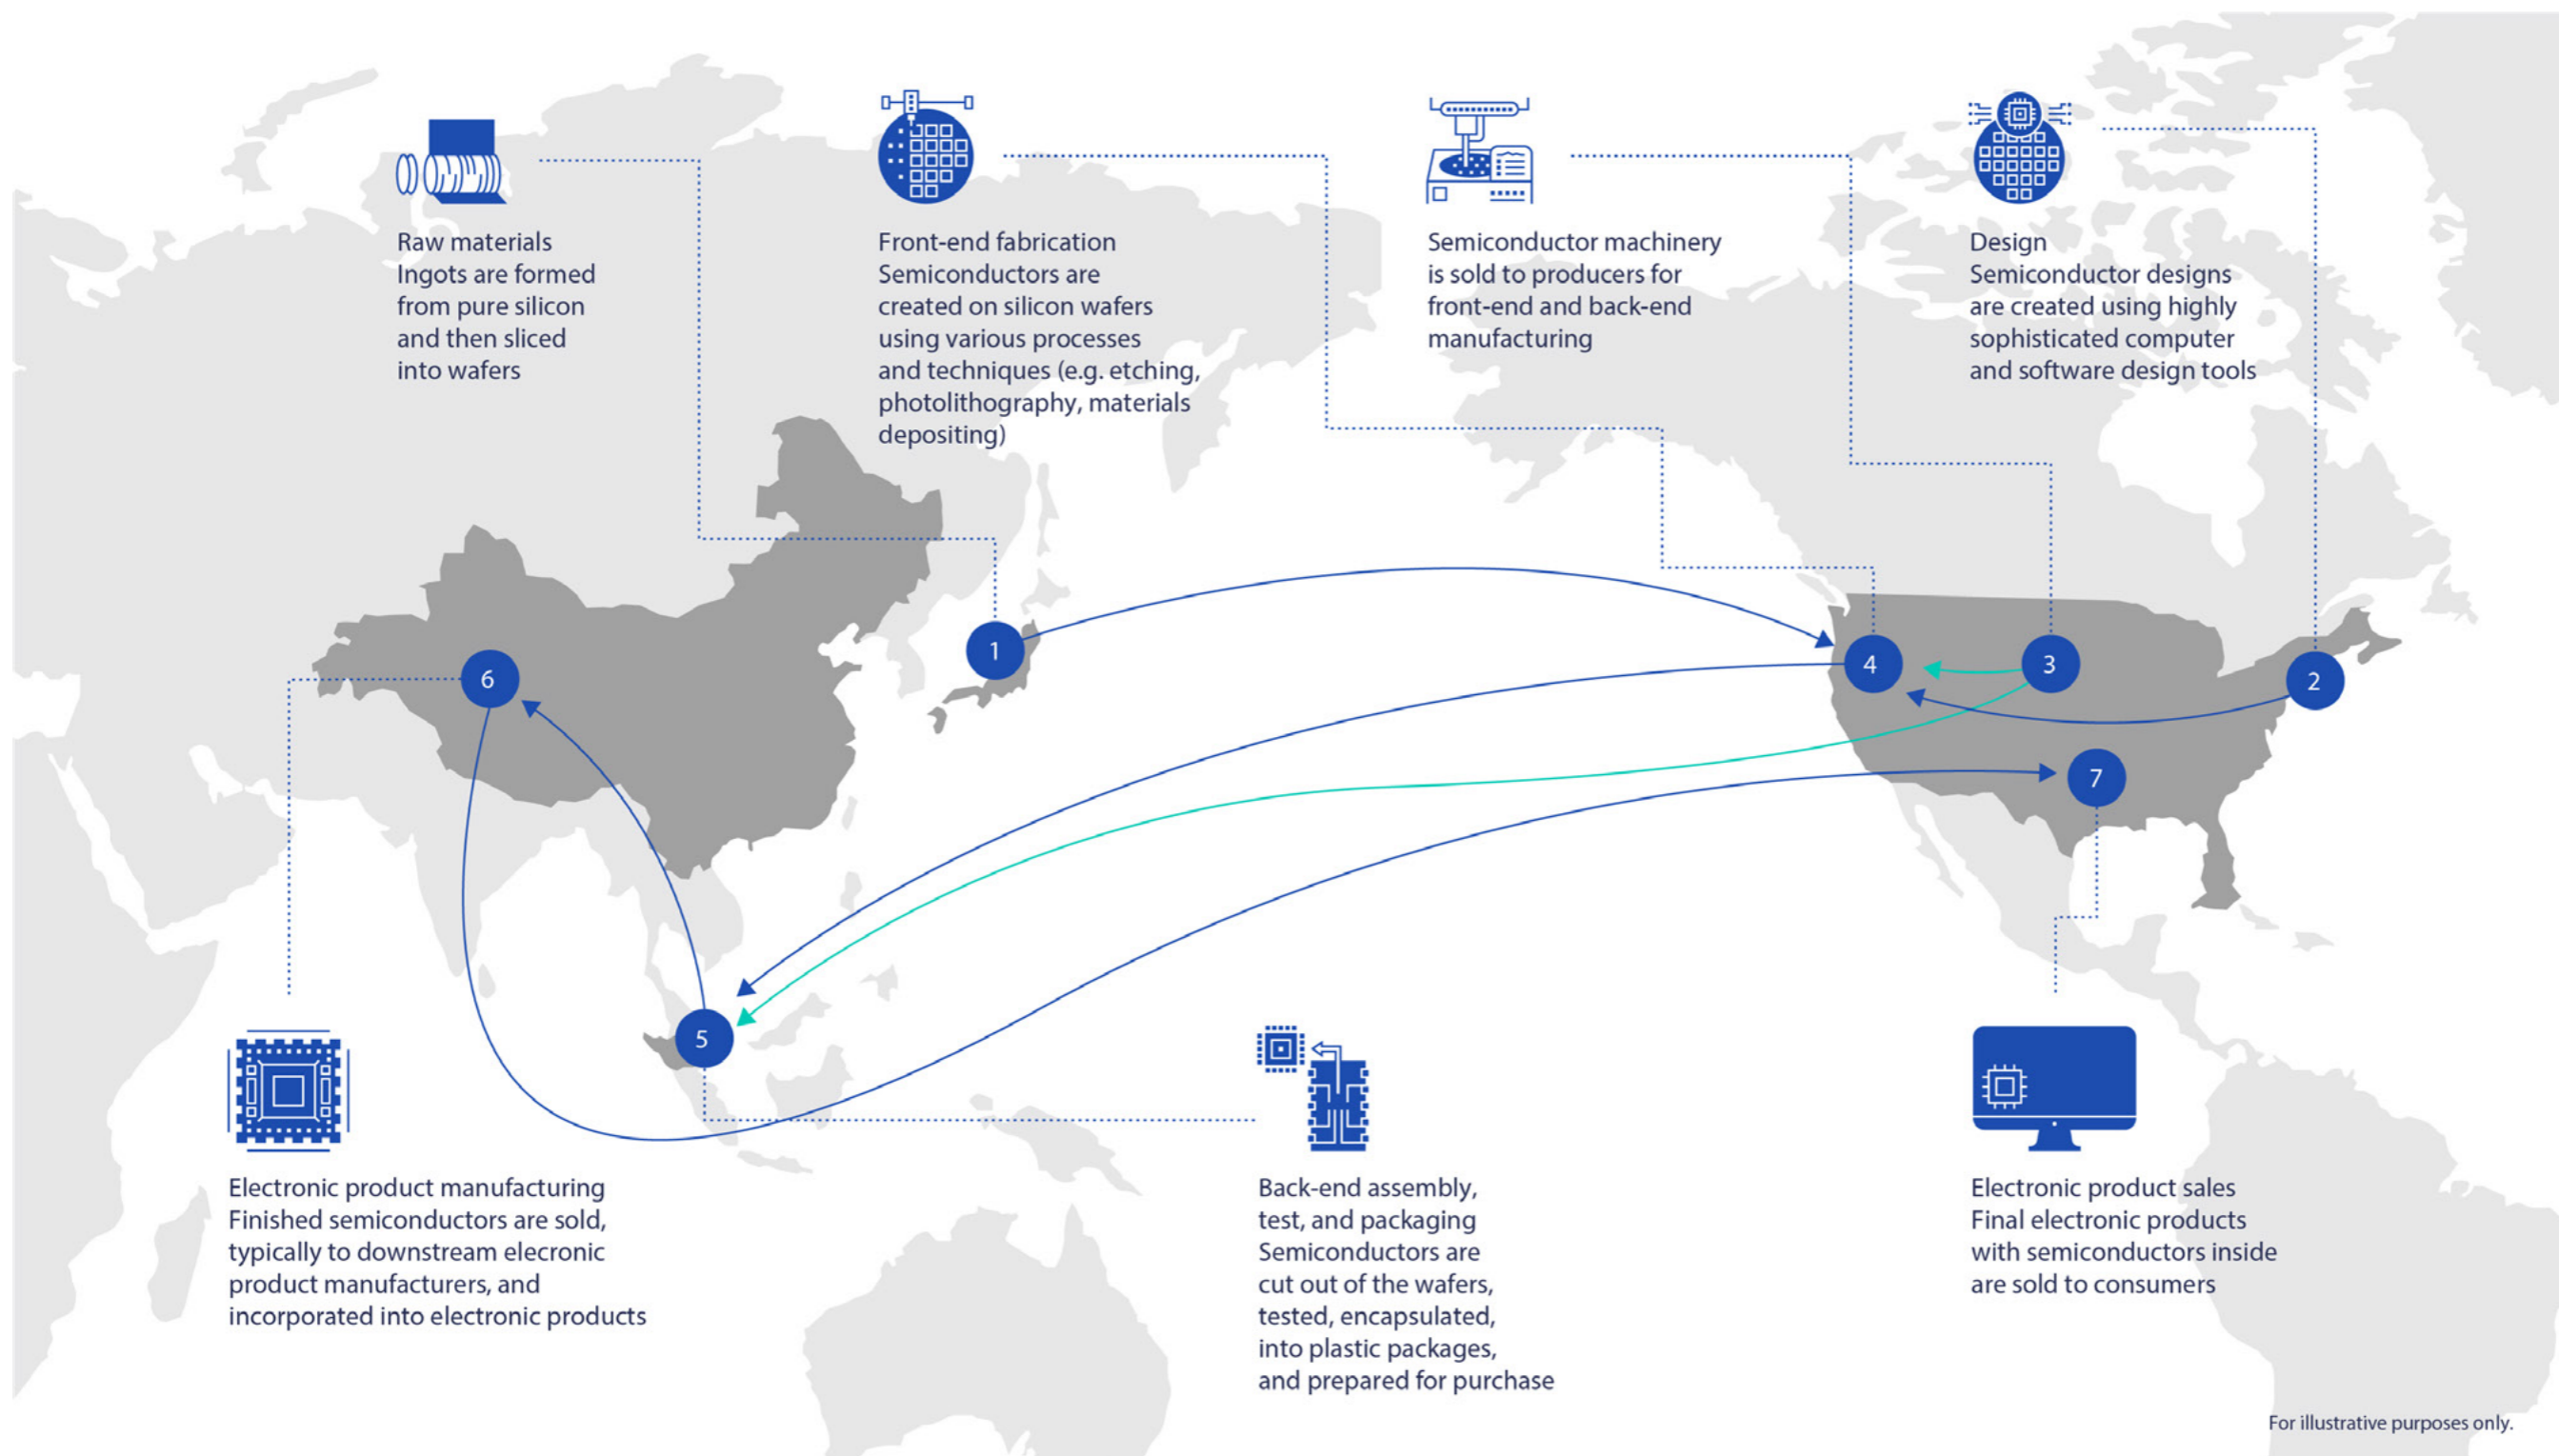 Raw materials
Ingots are formed
from pure silicon
and then sliced
into wafers
Front-end fabrication
Semiconductors are
created on silicon wafers
using various processes
and techniques (e.g. etching,
photolithography, materials
depositing)
Semiconductor machinery
is sold to producers for
front-end and back-end
manufacturing
Design
Semiconductor designs
are created using highly
sophisticated computer
and software design tools
1
4
3
2
6
7
5
Electronic product manufacturing
Finished semiconductors are sold,
typically to downstream elecronic
product manufacturers, and
incorporated into electronic products
Back-end assembly,
test, and packaging
Semiconductors are
cut out of the wafers,
tested, encapsulated,
into plastic packages,
and prepared for purchase
Electronic product sales
Final electronic products
with semiconductors inside
are sold to consumers
For illustrative purposes only.